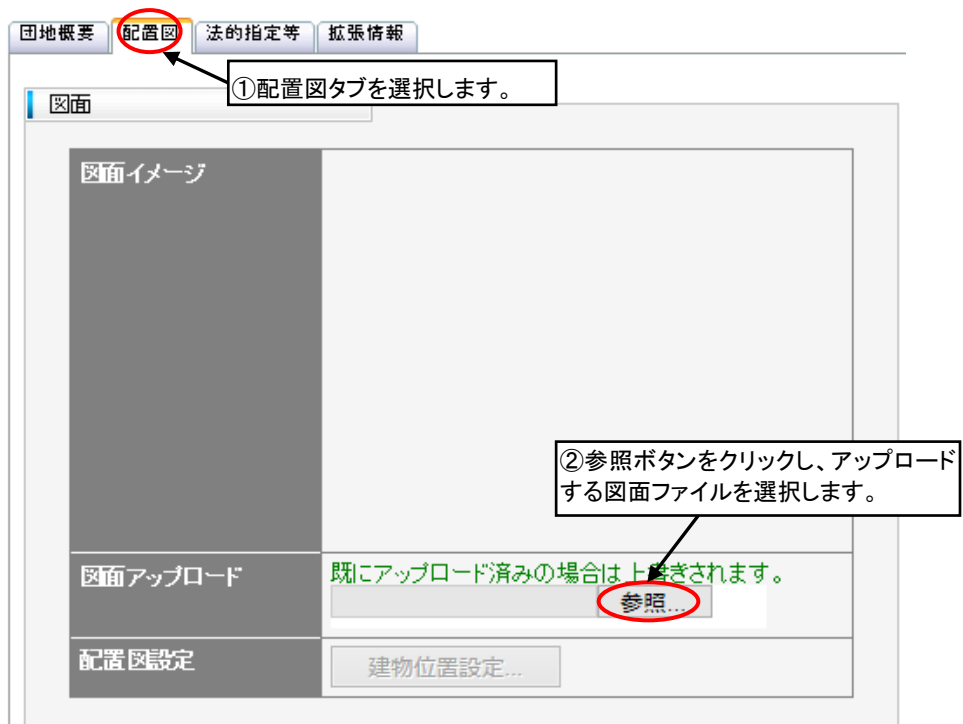 団地概要 配置図 法的指定等 拡張情報
①配置図タブを選択します。
図面
図面イメージ
②参照ボタンをクリックし、アップロード
する図面ファイルを選択します。
図面アップロード
既にアップロード済みの場合は上書きされます。
参照...
配置図設定
建物位置設定...